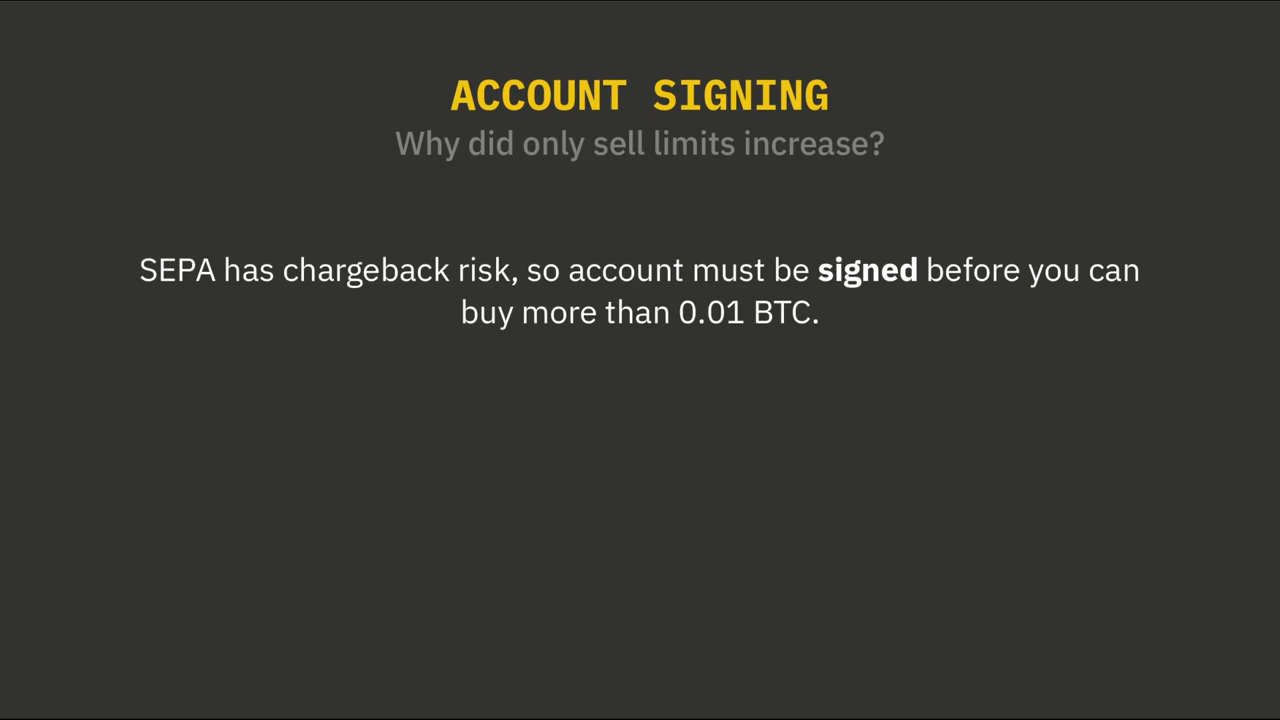 ACCOUNT SIGNING
Why did only sell limits increase?
SEPA has chargeback risk, so account must be signed before you can
buy more than 0.01 BTC.